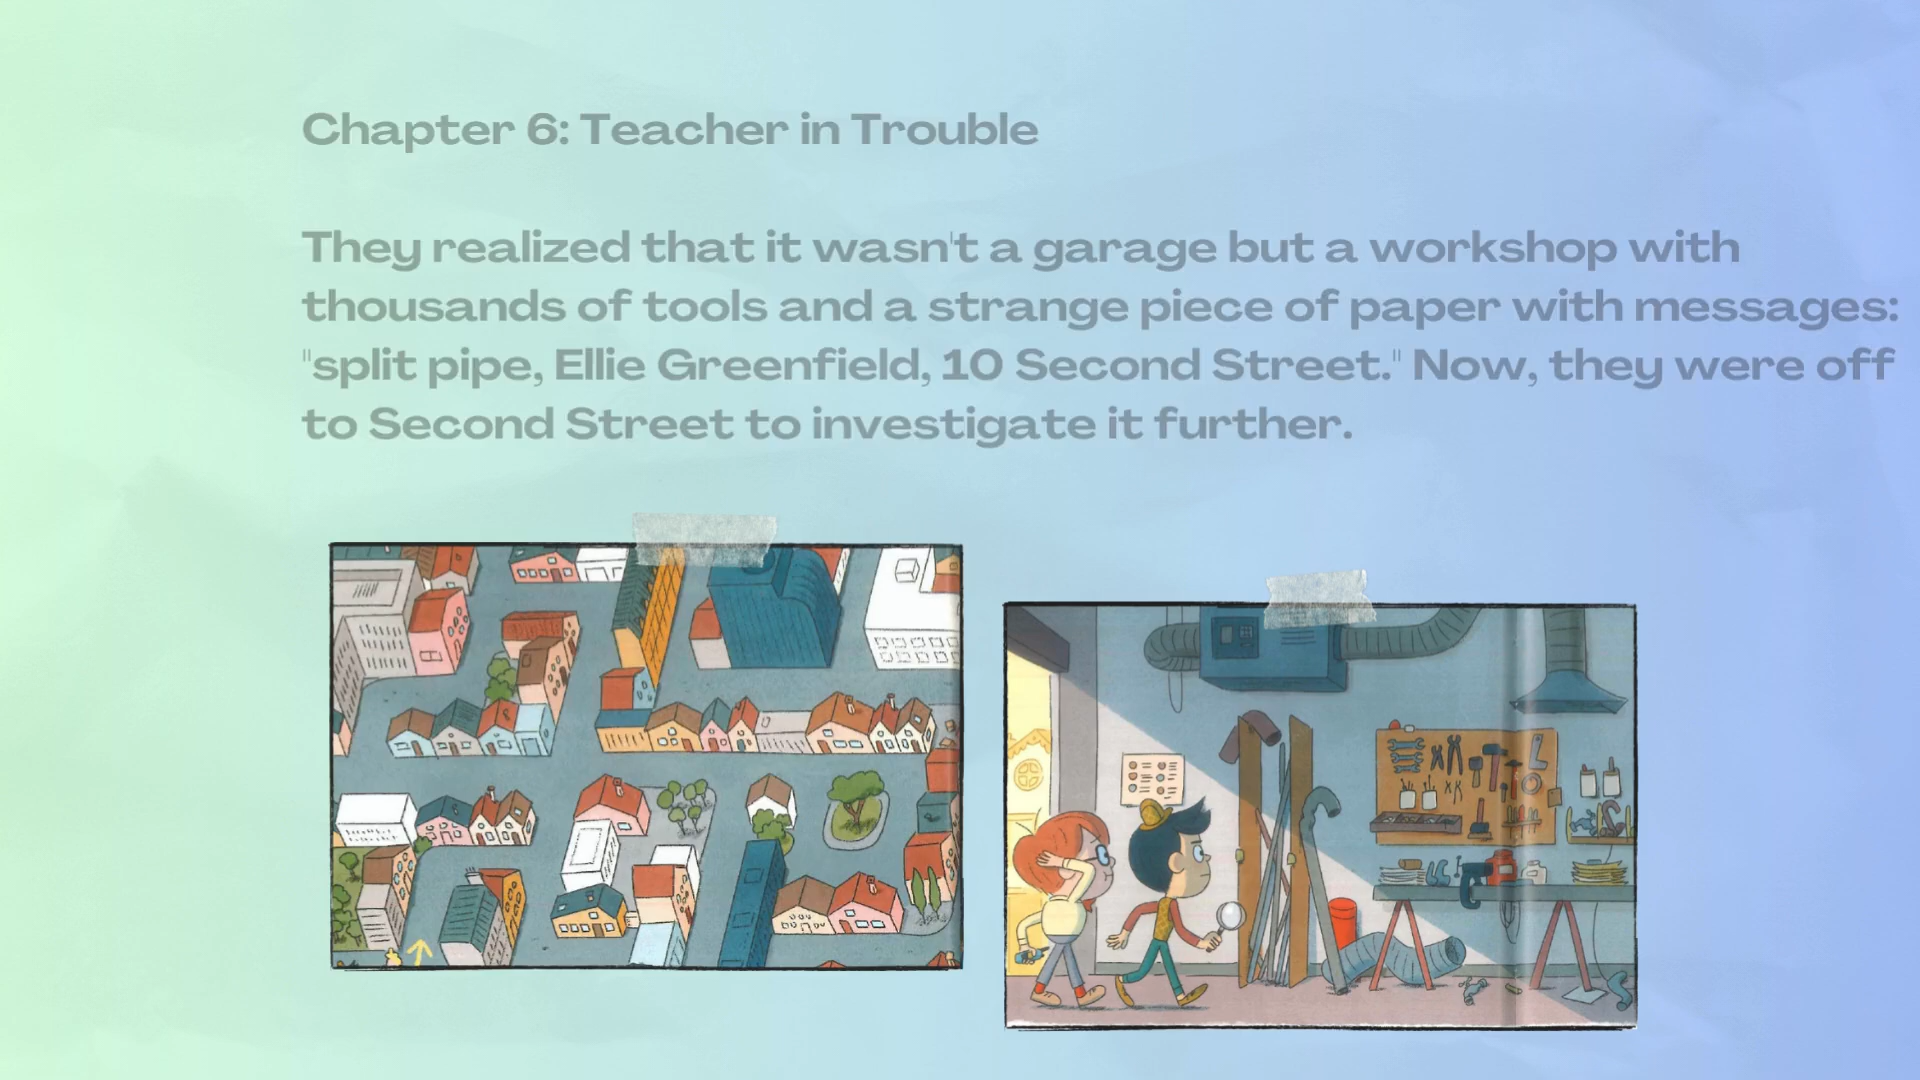 Chapter 6: Teacher in Trouble
They realized that it wasn't a garage but a workshop with
thousands of tools and a strange piece of paper with messages:
"split pipe, Ellie Greenfield, 10 Second Street." Now, they were off
to Second Street to investigate it further.